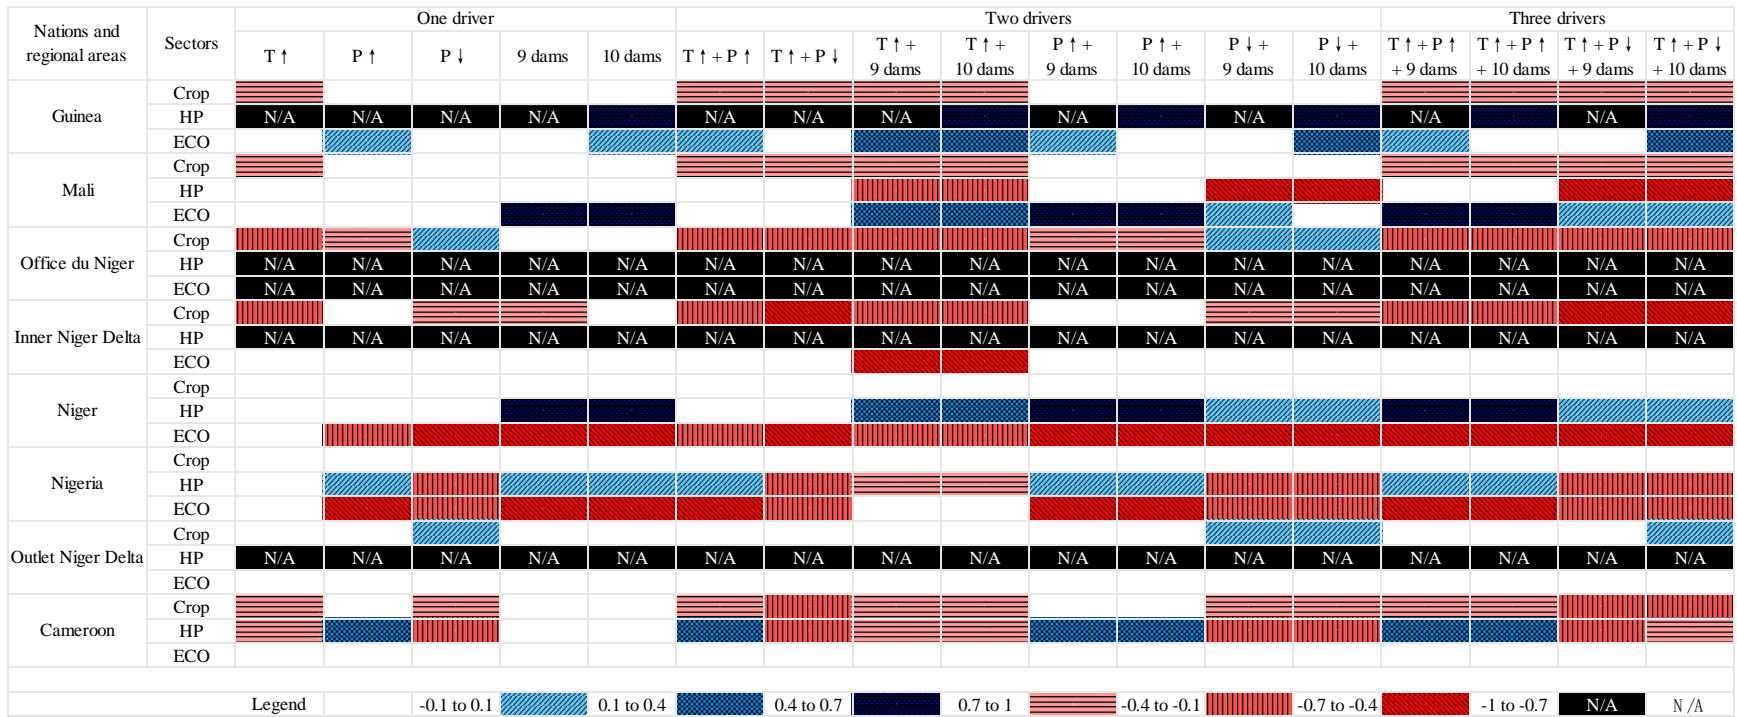 Nations and regional areas Sectors One driver Two drivers Three drivers
T ↑ P ↑ P ↓ 9 dams 10 dams T ↑ + P ↑ T ↑ + P ↓ T ↑ + 9 dams T ↑ + 10 dams P ↑ + 9 dams P ↑ + 10 dams P ↓ + 9 dams P ↓ + 10 dams T ↑ + P ↑ + 9 dams T ↑ + P ↑ + 10 dams T ↑ + P ↓ + 9 dams T ↑ + P ↓ + 10 dams
Guinea
Crop
HP N/A N/A N/A N/A N/A N/A N/A N/A N/A N/A N/A
ECO
Mali
Crop
HP
ECO
Office du Niger
Crop
HP N/A N/A N/A N/A N/A N/A N/A N/A N/A N/A N/A N/A N/A N/A N/A N/A N/A
ECO N/A N/A N/A N/A N/A N/A N/A N/A N/A N/A N/A N/A N/A N/A N/A N/A N/A
Inner Niger Delta
Crop
HP N/A N/A N/A N/A N/A N/A N/A N/A N/A N/A N/A N/A N/A N/A N/A N/A N/A
ECO
Niger
Crop
HP
ECO
Nigeria
Crop
HP
ECO
Outlet Niger Delta
Crop
HP N/A N/A N/A N/A N/A N/A N/A N/A N/A N/A N/A N/A N/A N/A N/A N/A N/A
ECO
Cameroon
Crop
HP
ECO
Legend -0.1 to 0.1 0.1 to 0.4 0.4 to 0.7 0.7 to 1 -0.4 to -0.1 -0.7 to -0.4 -1 to -0.7 N/A N/A